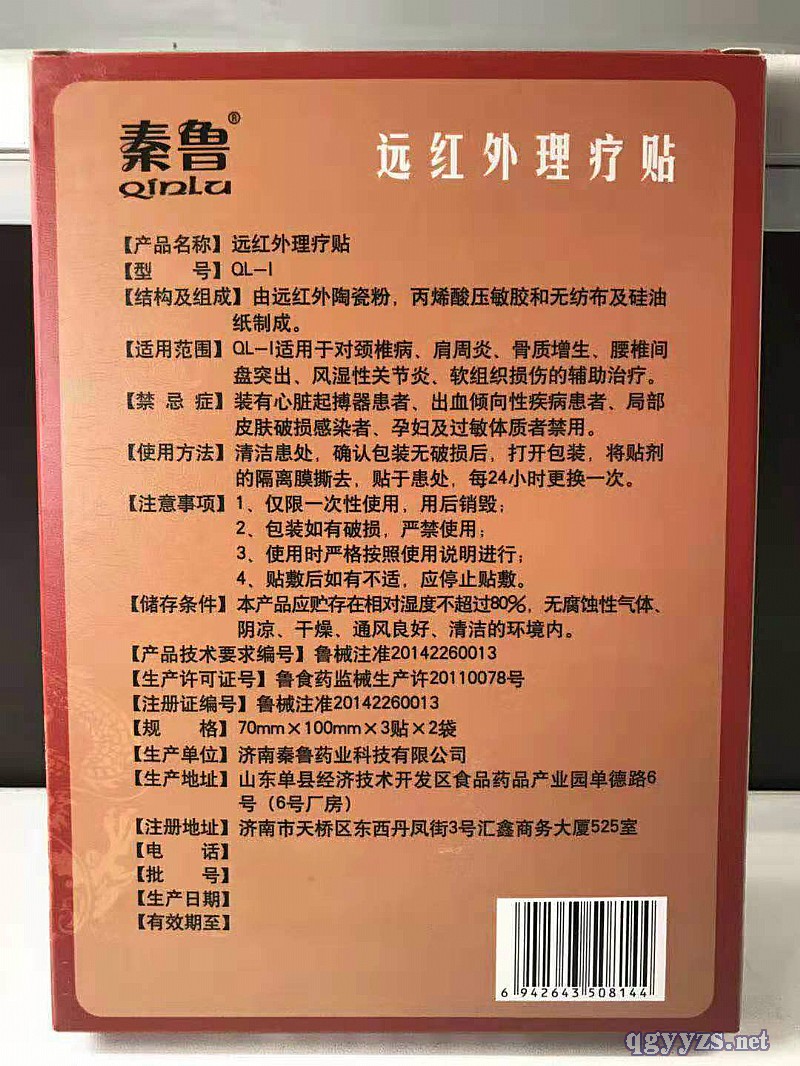 秦鲁®
QinLu
远红外理疗贴
【产品名称】远红外理疗贴
【型 号】QL-I
【结构及组成】由远红外陶瓷粉，丙烯酸压敏胶和无纺布及硅油
纸制成。
【适用范围】QL-I适用于对颈椎病、肩周炎、骨质增生、腰椎间
盘突出、风湿性关节炎、软组织损伤的辅助治疗。
【禁 忌 症】装有心脏起搏器患者、出血倾向性疾病患者、局部
皮肤破损感染者、孕妇及过敏体质者禁用。
【使用方法】清洁患处，确认包装无破损后，打开包装，将贴剂
的隔离膜撕去，贴于患处，每24小时更换一次。
【注意事项】1、仅限一次性使用，用后销毁；
2、包装如有破损，严禁使用；
3、使用时严格按照使用说明进行；
4、贴敷后如有不适，应停止贴敷。
【储存条件】本产品应贮存在相对湿度不超过80%，无腐蚀性气体、
阴凉、干燥、通风良好、清洁的环境内。
【产品技术要求编号】鲁械注准20142260013
【生产许可证号】鲁食药监械生产许20110078号
【注册证编号】鲁械注准20142260013
【规 格】70mm×100mm×3贴×2袋
【生产单位】济南秦鲁药业科技有限公司
【生产地址】山东单县经济技术开发区食品药品产业园单德路6
号（6号厂房）
【注册地址】济南市天桥区东西丹凤街3号汇鑫商务大厦525室
【电 话】
【批 号】
【生产日期】
【有效期至】
6 942643 508144
qgyyzs.net